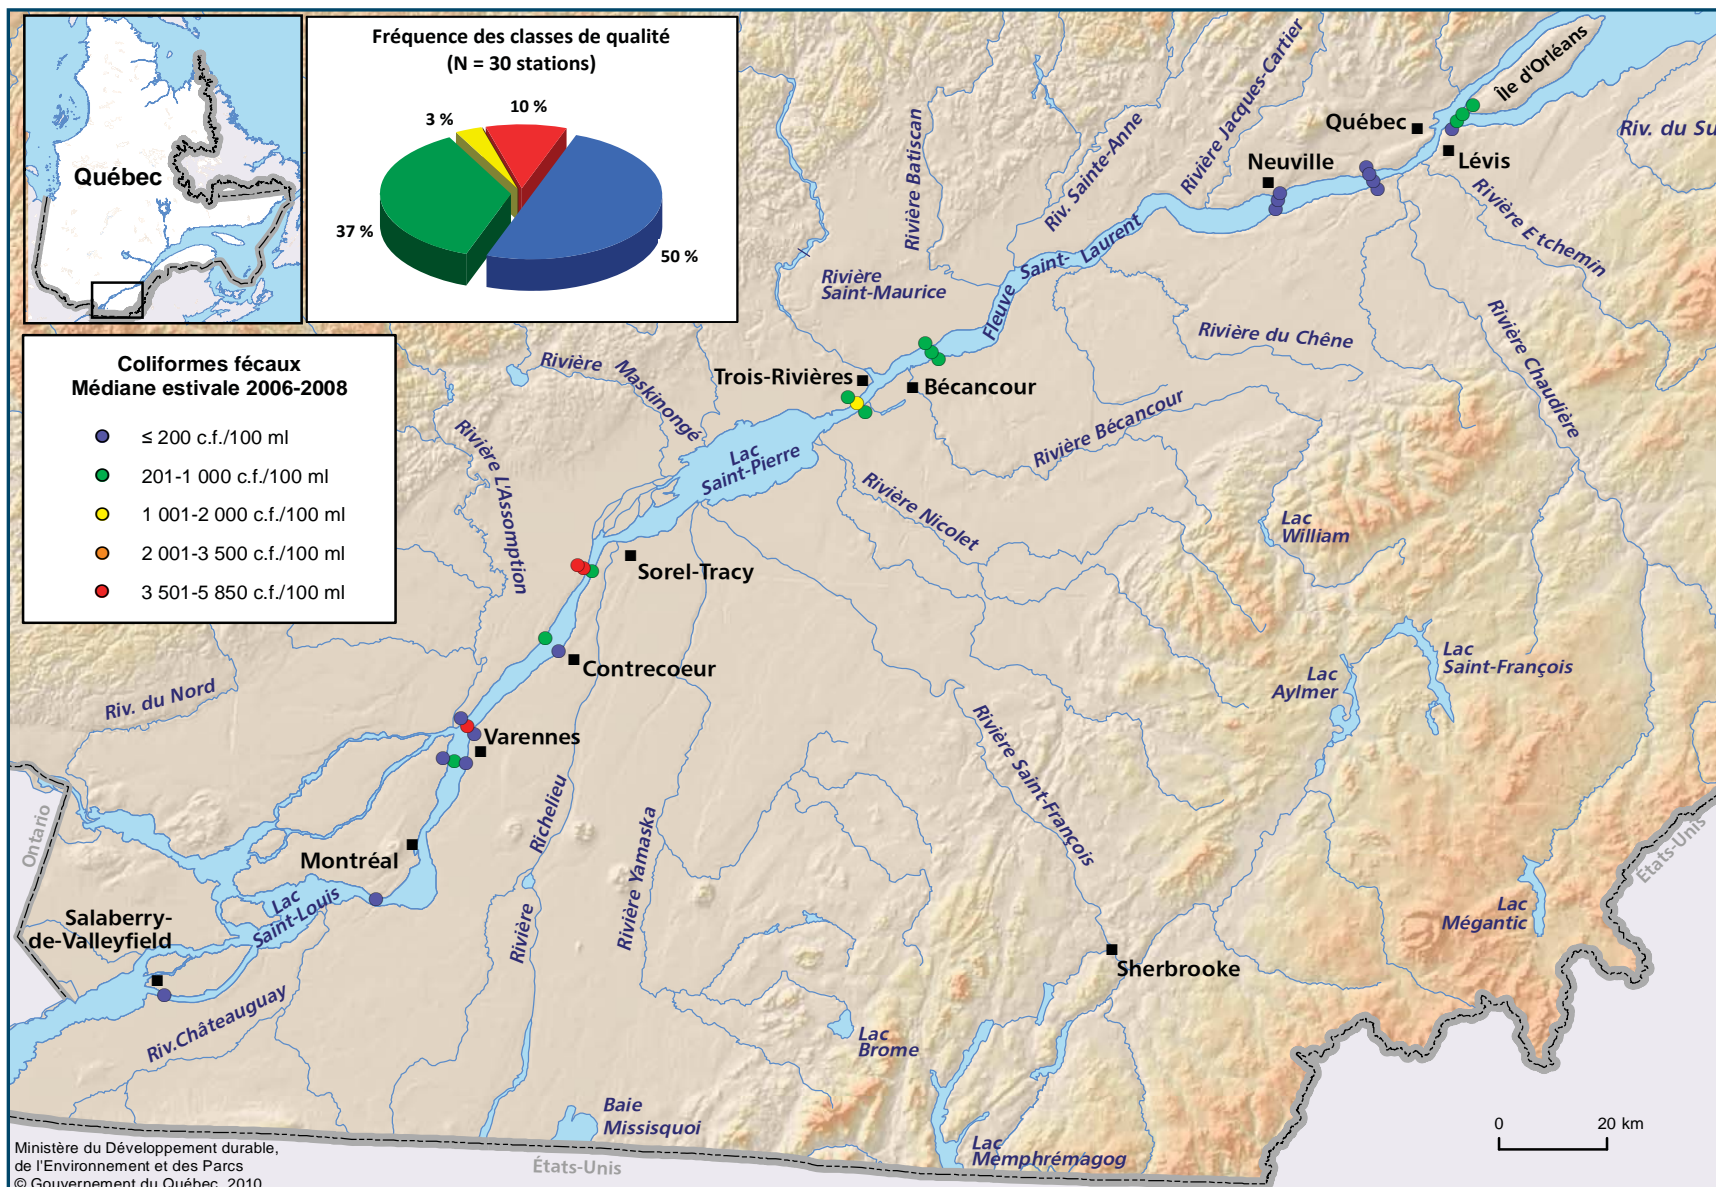 Québec
Fréquence des classes de qualité
(N = 30 stations)
10 %
3 %
37 %
50 %
Coliformes fécaux
Médiane estivale 2006-2008
≤ 200 c.f./100 ml
201-1 000 c.f./100 ml
1 001-2 000 c.f./100 ml
2 001-3 500 c.f./100 ml
3 501-5 850 c.f./100 ml
Île d'Orléans
Québec
Lévis
Riv. du Su
Neuville
Rivière Jacques-Cartier
Riv. Sainte-Anne
Rivière Batiscan
Rivière Etchemin
Fleuve Saint-Laurent
Rivière
Saint-Maurice
Rivière du Chêne
Rivière Chaudière
Rivière Maskinongé
Trois-Rivières
Bécancour
Rivière Bécancour
Rivière L'Assomption
Lac
Saint-Pierre
Rivière Nicolet
Lac
William
Sorel-Tracy
Contrecoeur
Lac
Saint-François
Lac
Aylmer
Riv. du Nord
Varennes
Rivière Saint-François
Rivière Richelieu
Rivière Yamaska
Ontario
Montréal
Lac
Saint-Louis
Salaberry-
de-Valleyfield
Riv.Châteauguay
Lac
Mégantic
États-Unis
Sherbrooke
Lac
Brome
Baie
Missisquoi
Lac
Memphrémagog
États-Unis
0 20 km
Ministère du Développement durable,
de l'Environnement et des Parcs
© Gouvernement du Québec, 2010